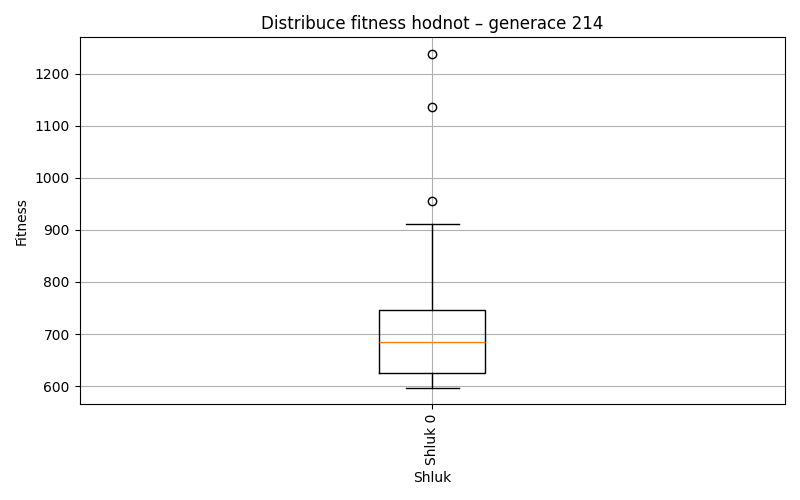 Distribuce fitness hodnot – generace 214
1200
1100
1000
900
800
700
600
Fitness
Shluk 0
Shluk